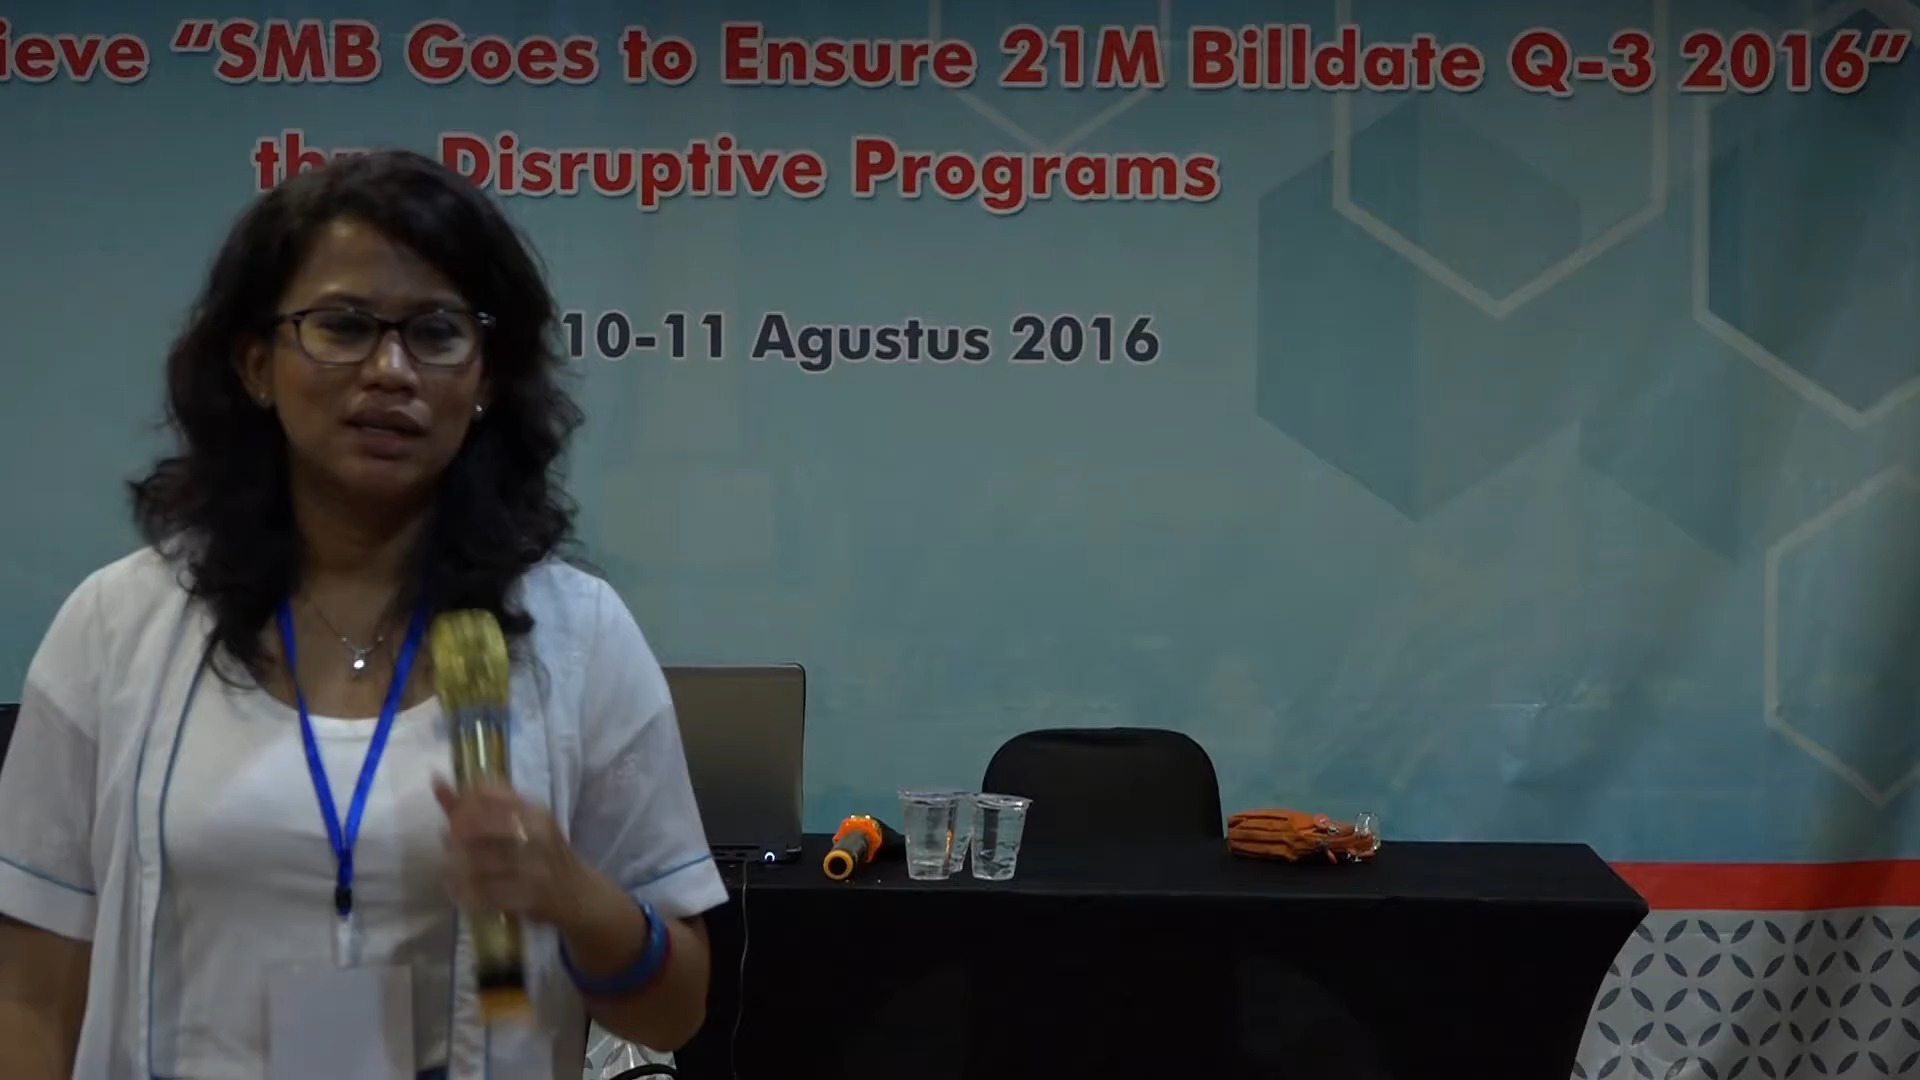 ieve “SMB Goes to Ensure 21M Billdate Q-3 2016”
Disruptive Programs
10-11 Agustus 2016